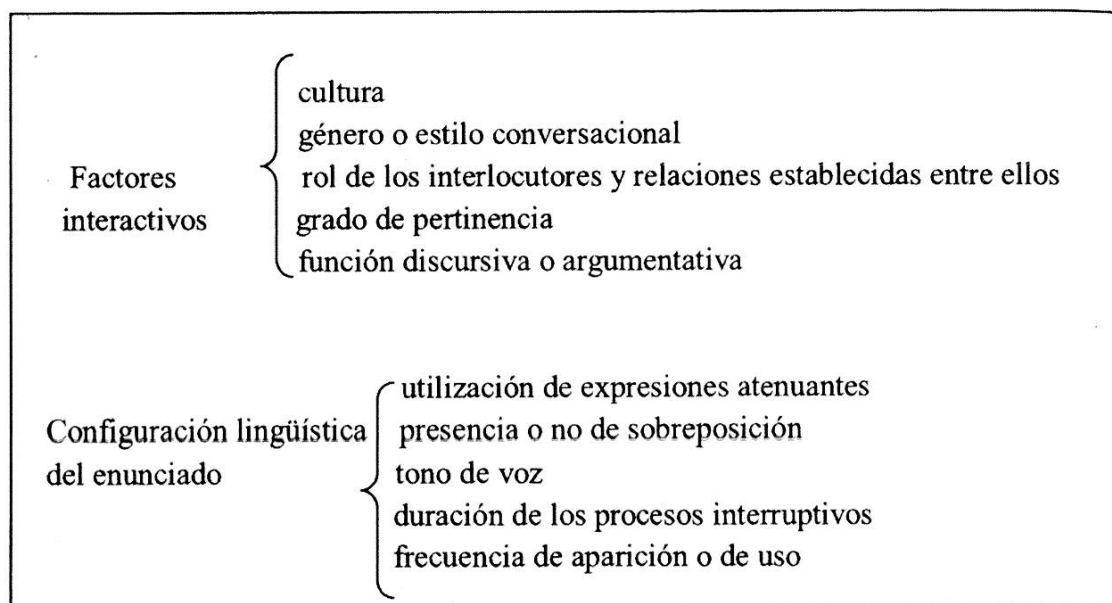 Factores
interactivos
cultura
género o estilo conversacional
rol de los interlocutores y relaciones establecidas entre ellos
grado de pertinencia
función discursiva o argumentativa
Configuración lingüística
del enunciado
utilización de expresiones atenuantes
presencia o no de sobreposición
tono de voz
duración de los procesos interruptivos
frecuencia de aparición o de uso